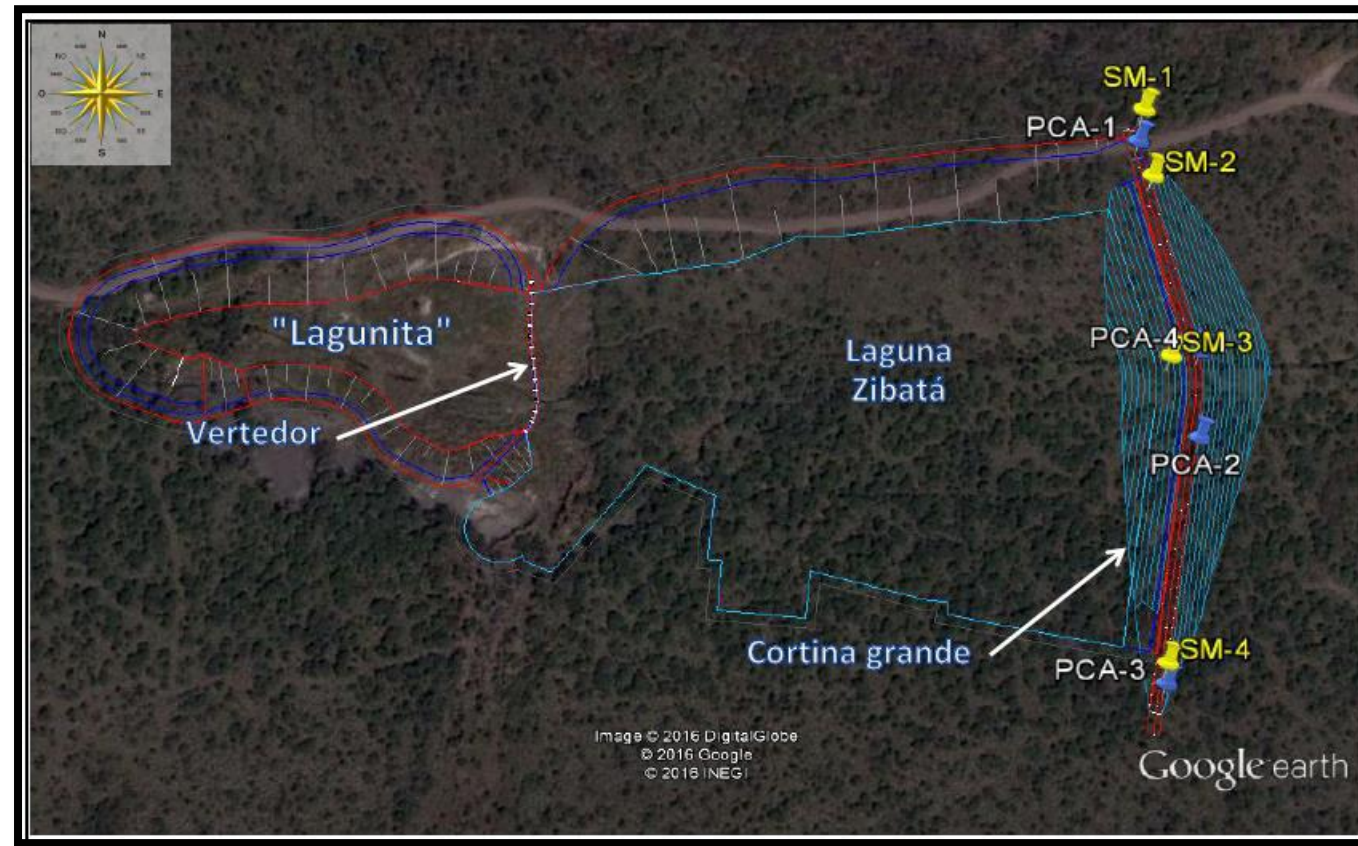 N
O
E
S
SM-1
PCA-1
SM-2
"Lagunita"
PCA-4
SM-3
Laguna
Zibatá
Vertedor
PCA-2
Cortina grande
SM-4
PCA-3
Image © 2016 DigitalGlobe
© 2016 Google
© 2016 INEGI
Google earth